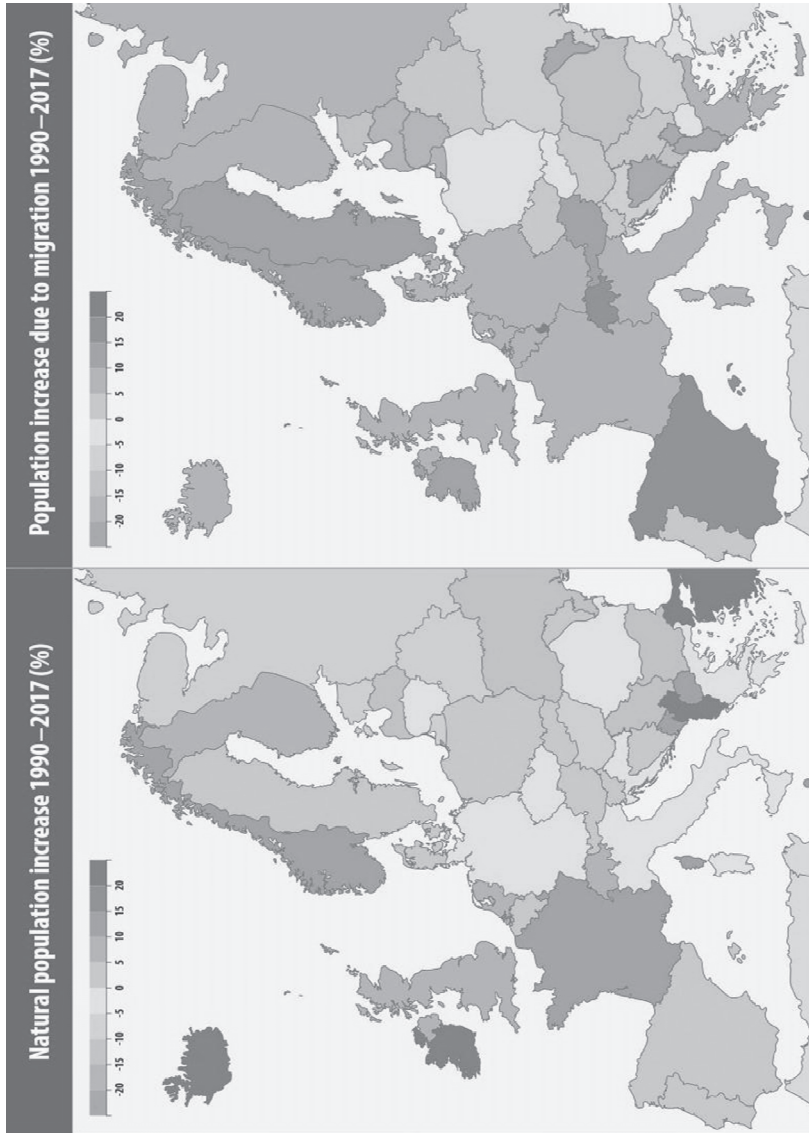 Natural population increase 1990–2017 (%)
-20 -15 -10 -5 0 5 10 15 20
Population increase due to migration 1990–2017 (%)
-20 -15 -10 -5 0 5 10 15 20